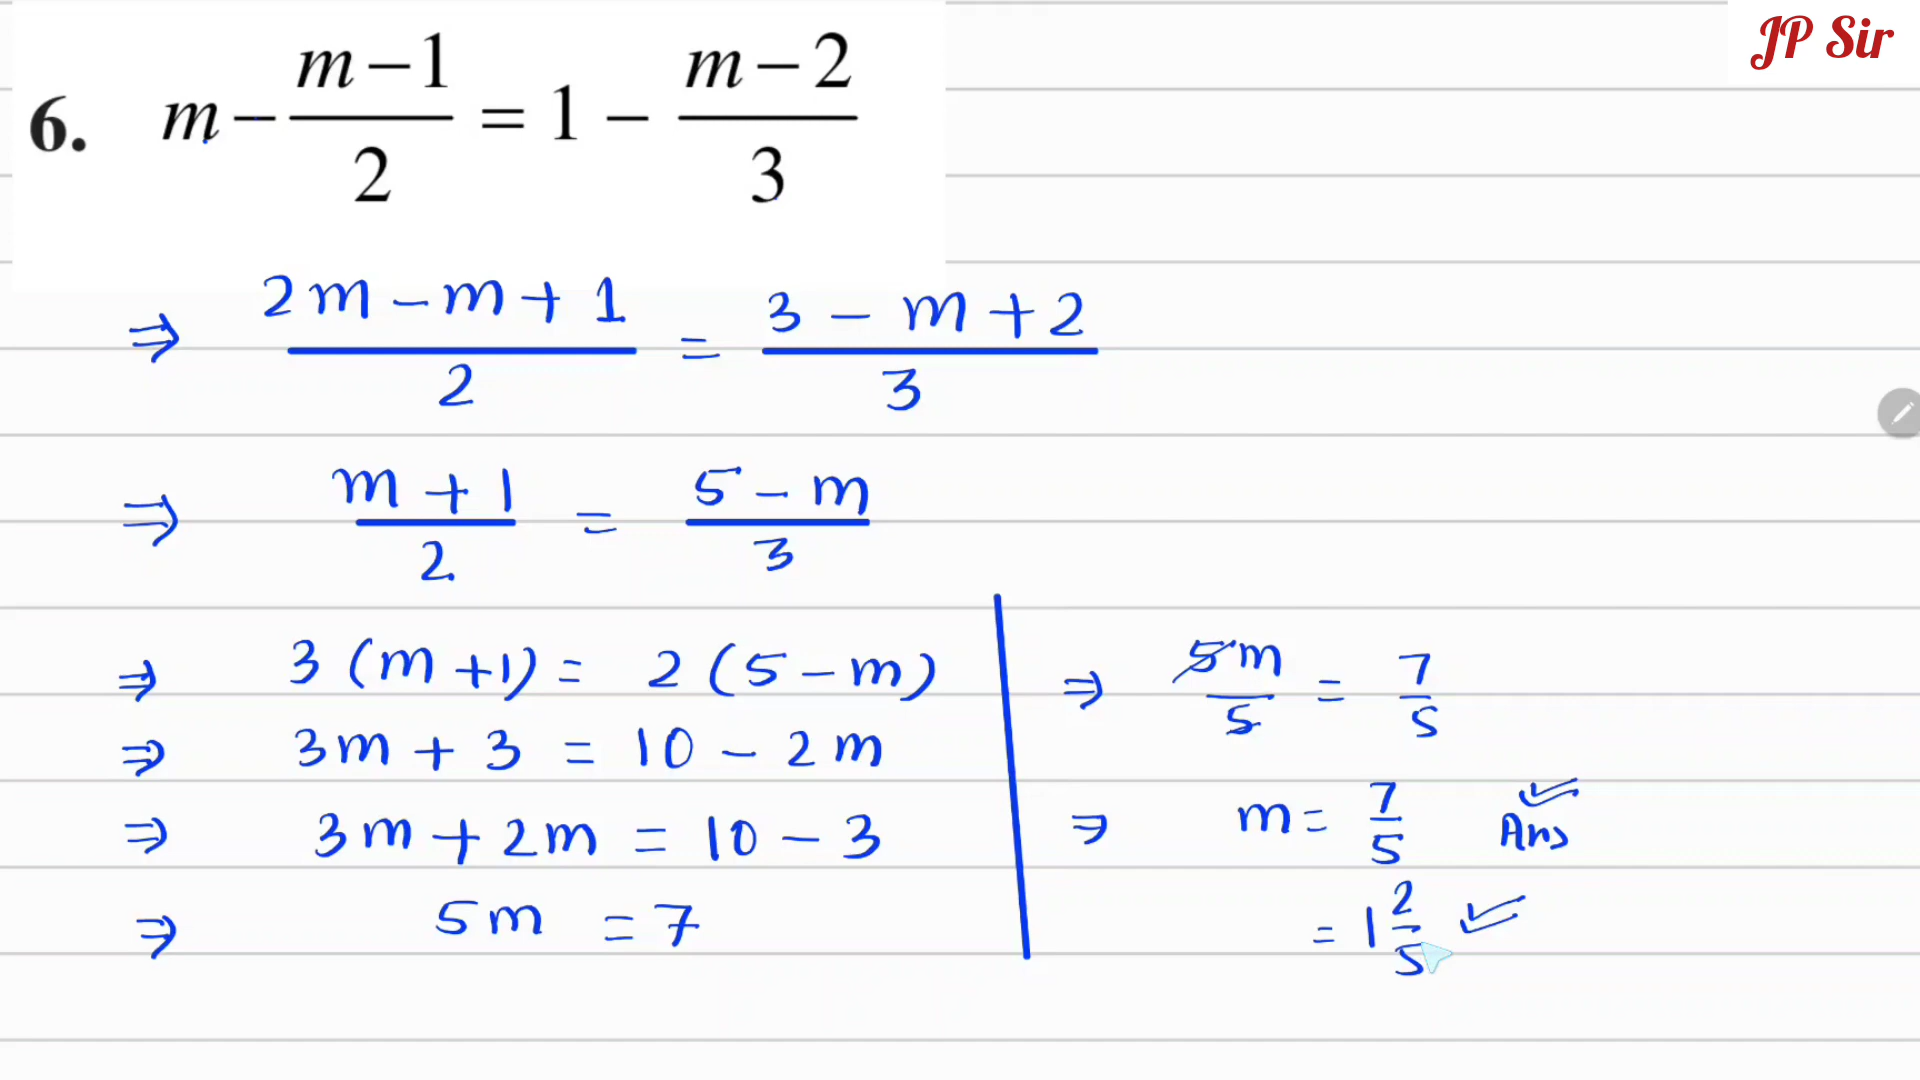 JP Sir
6. m − (m − 1)/2 = 1 − (m − 2)/3
⇒ (2m − m + 1)/2 = (3 − m + 2)/3
⇒ (m + 1)/2 = (5 − m)/3
⇒ 3 (m + 1) = 2 (5 − m)
⇒ 3m + 3 = 10 − 2m
⇒ 3m + 2m = 10 − 3
⇒ 5m = 7
⇒ 5m/5 = 7/5
⇒ m = 7/5 Ans
= 1 2/5